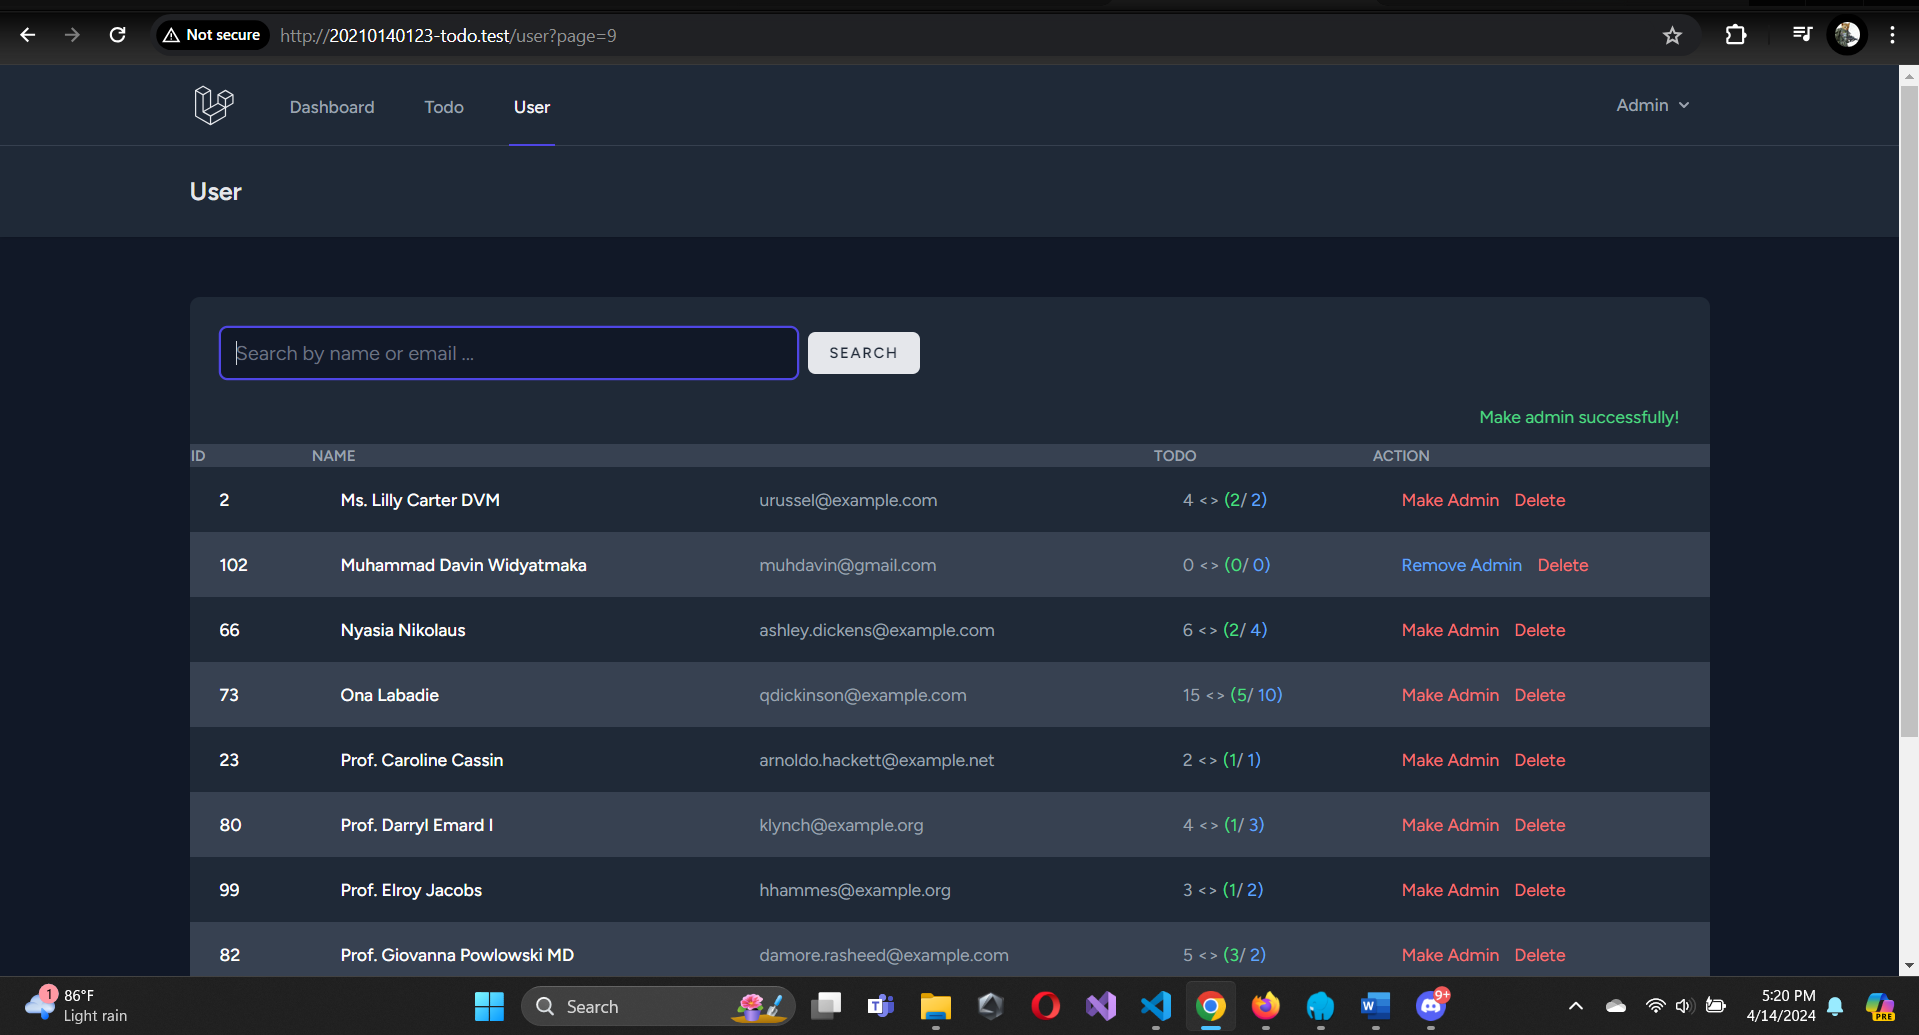 Not secure http://20210140123-todo.test/user?page=9
Dashboard Todo User Admin
User
Search by name or email ... SEARCH
Make admin successfully!
ID NAME TODO ACTION
2 Ms. Lilly Carter DVM urussel@example.com 4 <> (2/ 2) Make Admin Delete
102 Muhammad Davin Widyatmaka muhdavin@gmail.com 0 <> (0/ 0) Remove Admin Delete
66 Nyasia Nikolaus ashley.dickens@example.com 6 <> (2/ 4) Make Admin Delete
73 Ona Labadie qdickinson@example.com 15 <> (5/ 10) Make Admin Delete
23 Prof. Caroline Cassin arnoldo.hackett@example.net 2 <> (1/ 1) Make Admin Delete
80 Prof. Darryl Emard I klynch@example.org 4 <> (1/ 3) Make Admin Delete
99 Prof. Elroy Jacobs hhammes@example.org 3 <> (1/ 2) Make Admin Delete
82 Prof. Giovanna Powlowski MD damore.rasheed@example.com 5 <> (3/ 2) Make Admin Delete
1 86°F
Light rain
Search
9+
5:20 PM
4/14/2024
PRE